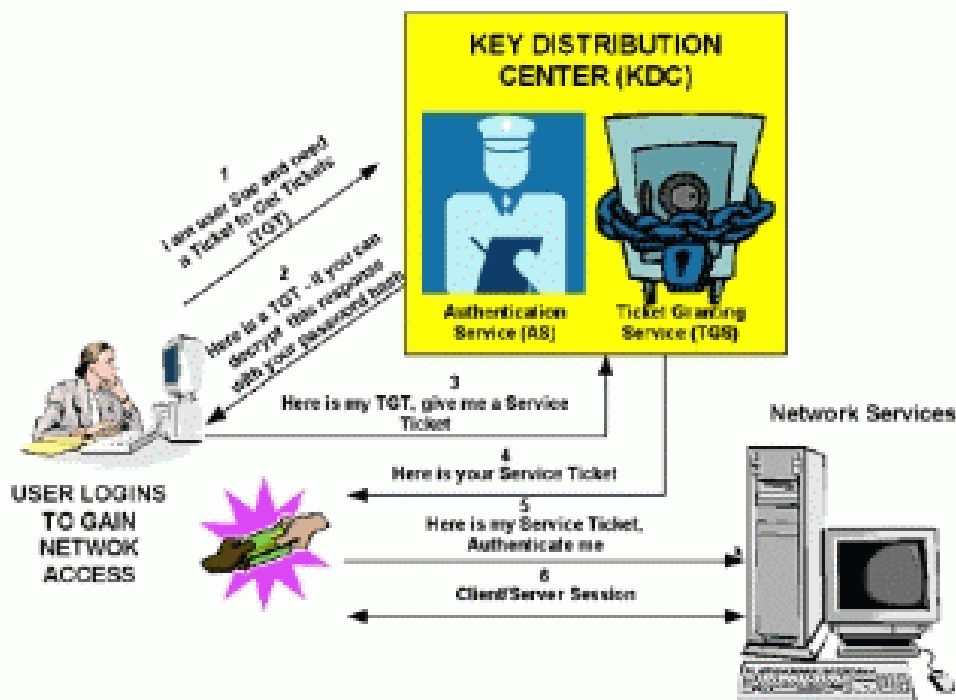 KEY DISTRIBUTION
CENTER (KDC)
Authentication
Service (AS)
Ticket Granting
Service (TGS)
1
I am user Sue and need
a Ticket to Get Tickets
(TGT)
2
Here is a TGT - if you can
decrypt this response
with your password hash
3
Here is my TGT, give me a Service
Ticket
4
Here is your Service Ticket
5
Here is my Service Ticket,
Authenticate me
6
Client/Server Session
USER LOGINS
TO GAIN
NETWOK
ACCESS
Network Services